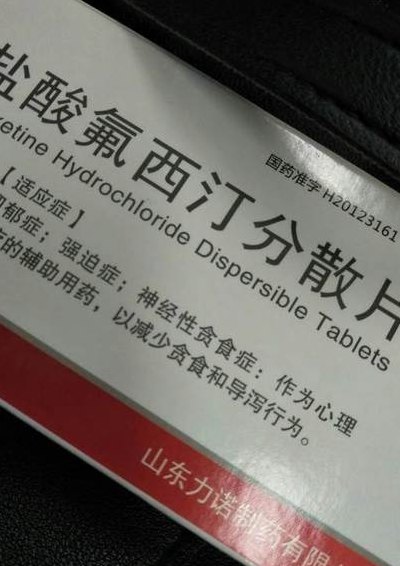 国药准字 H20123161
盐酸氟西汀分散片
etine Hydrochloride Dispersible Tablets
【适应症】
抑郁症；强迫症；神经性贪食症：作为心理
的辅助用药，以减少贪食和导泻行为。
山东力诺制药有限